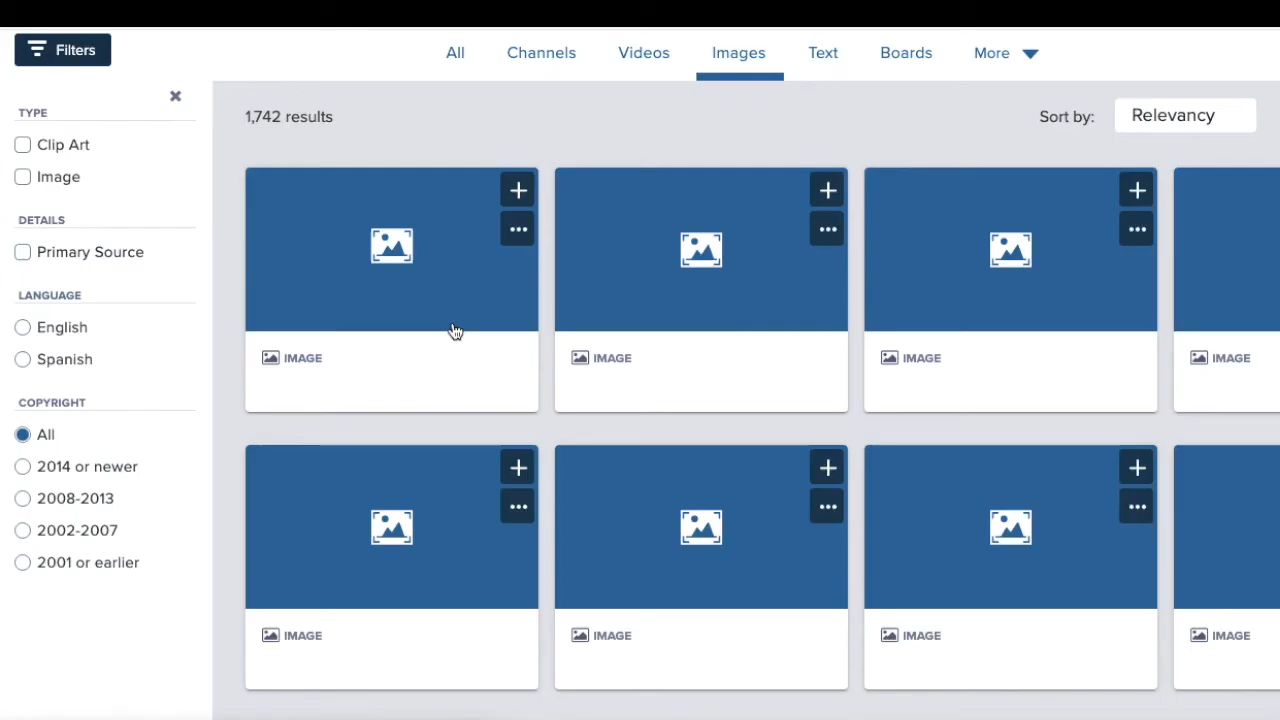 Filters
All Channels Videos Images Text Boards More
TYPE
Clip Art
Image
DETAILS
Primary Source
LANGUAGE
English
Spanish
COPYRIGHT
All
2014 or newer
2008-2013
2002-2007
2001 or earlier
1,742 results
Sort by: Relevancy
IMAGE IMAGE IMAGE IMAGE
IMAGE IMAGE IMAGE IMAGE